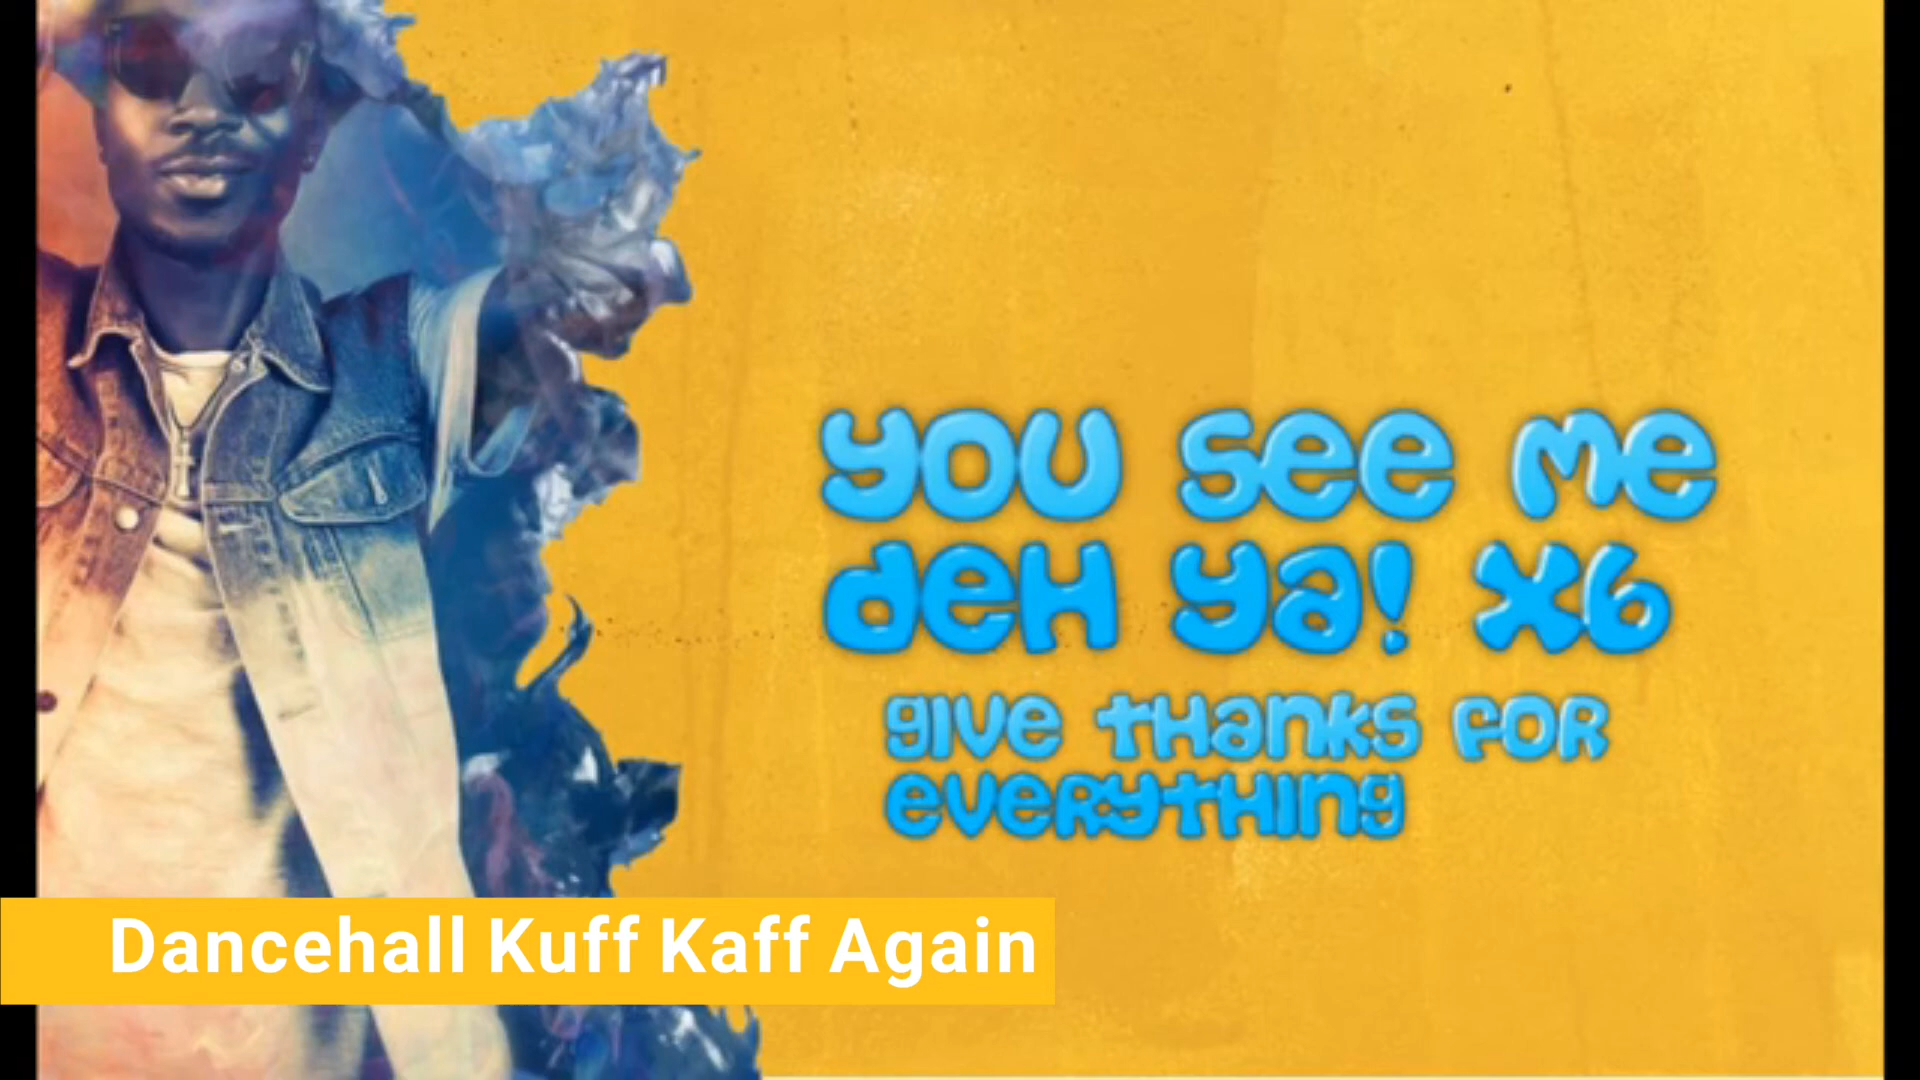 you see me
deh ya! x6
give thanks for
everything
Dancehall Kuff Kaff Again